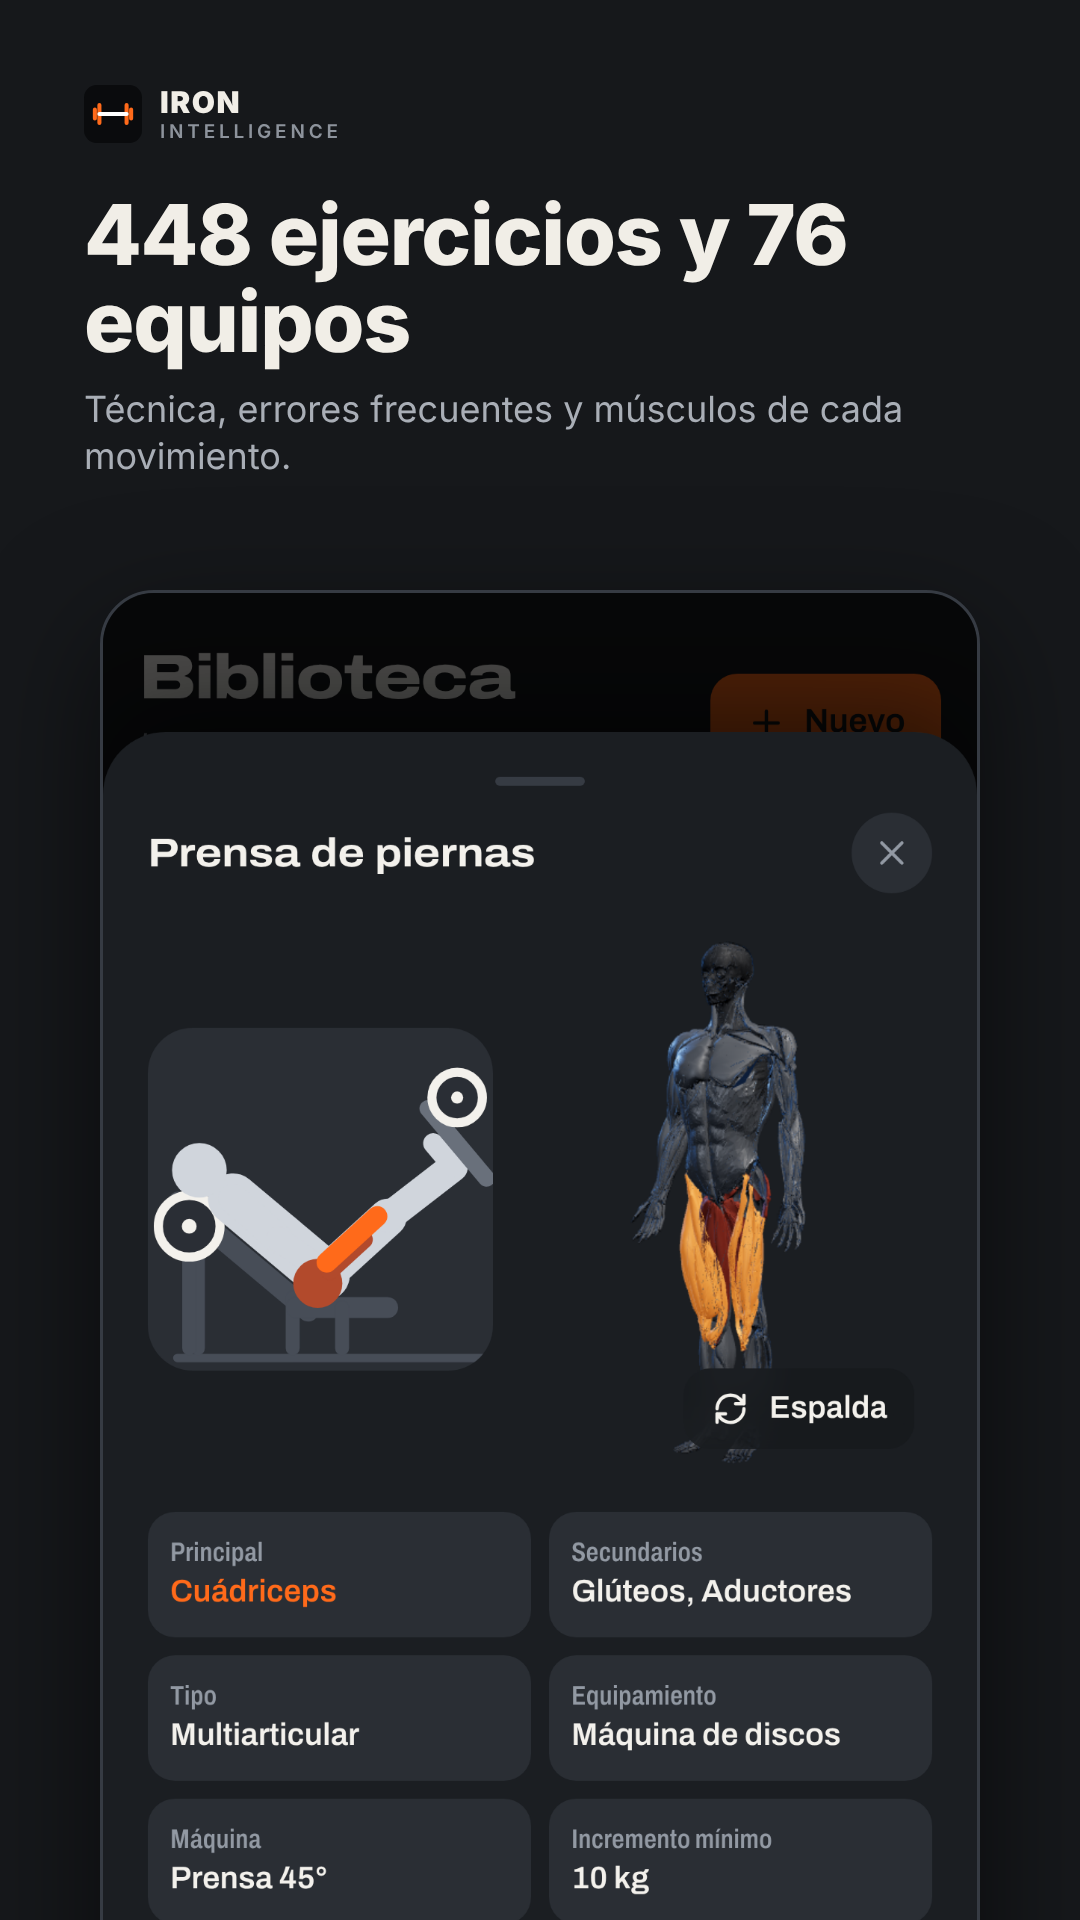 IRON
INTELLIGENCE
448 ejercicios y 76
equipos
Técnica, errores frecuentes y músculos de cada
movimiento.
Biblioteca
+ Nuevo
Prensa de piernas
Espalda
Principal
Cuádriceps
Secundarios
Glúteos, Aductores
Tipo
Multiarticular
Equipamiento
Máquina de discos
Máquina
Prensa 45°
Incremento mínimo
10 kg